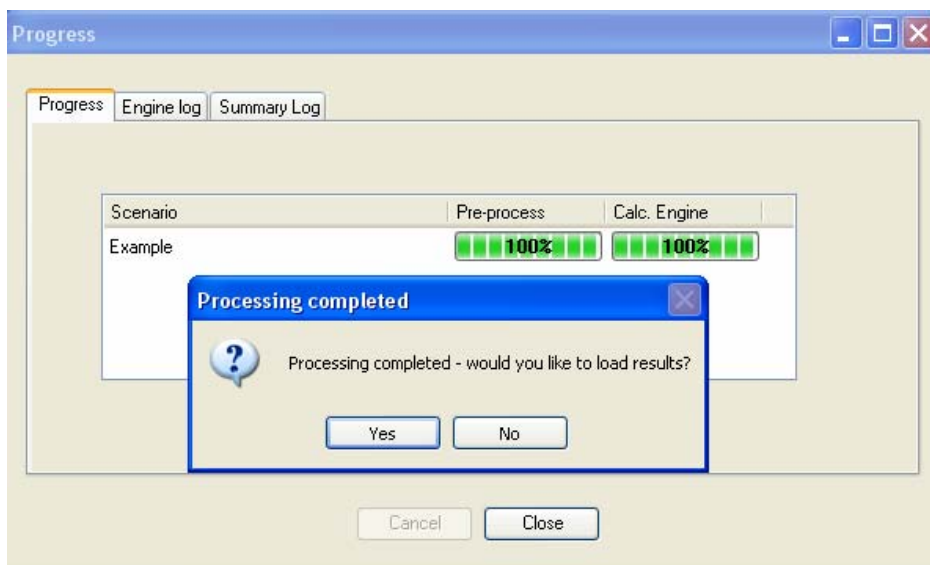 Progress
Progress Engine log Summary Log
Scenario Pre-process Calc. Engine
Example 100% 100%
Processing completed
Processing completed - would you like to load results?
Yes No
Cancel Close